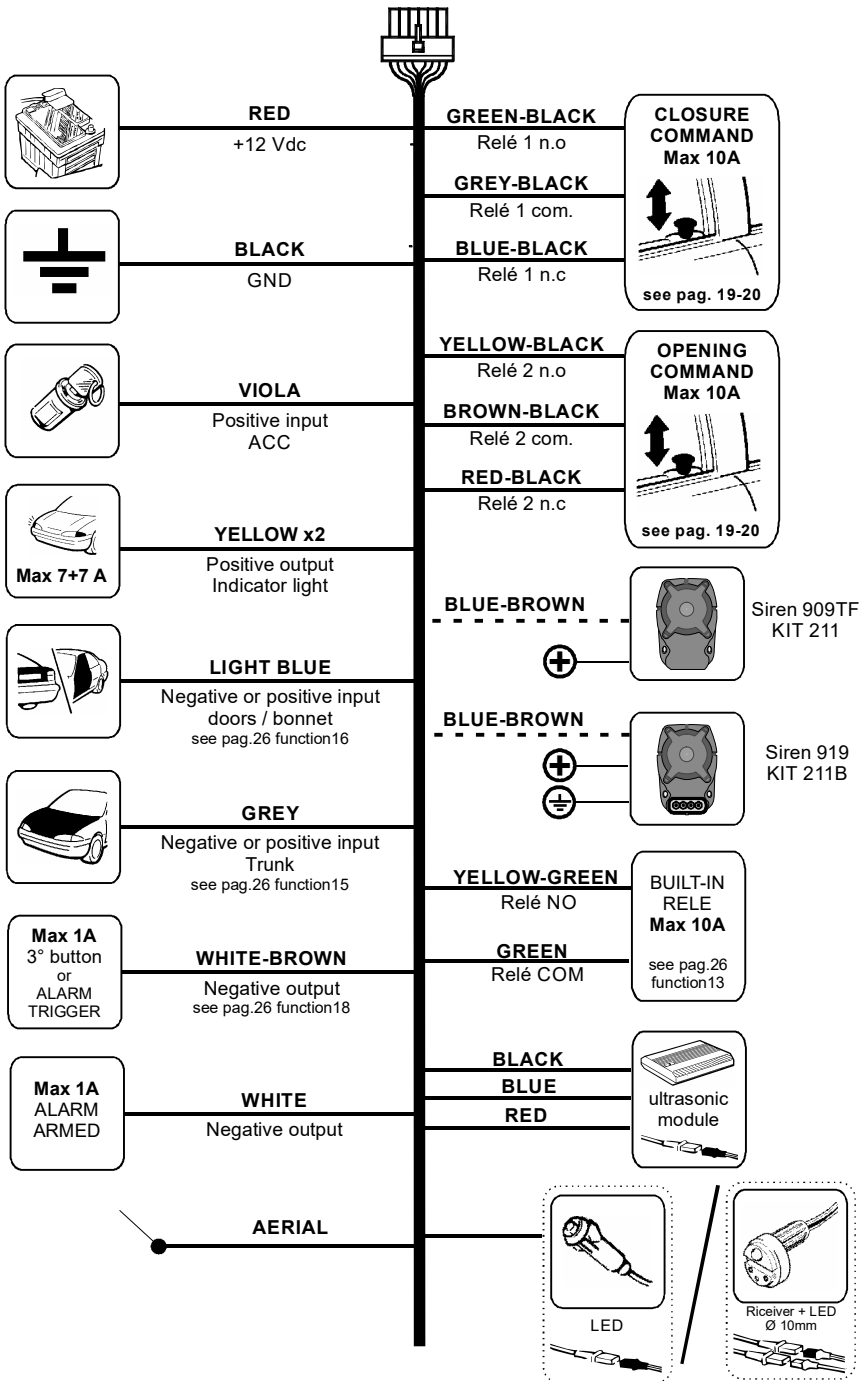 RED
+12 Vdc
BLACK
GND
VIOLA
Positive input
ACC
Max 7+7 A
YELLOW x2
Positive output
Indicator light
LIGHT BLUE
Negative or positive input
doors / bonnet
see pag.26 function16
GREY
Negative or positive input
Trunk
see pag.26 function15
Max 1A
3° button
or
ALARM
TRIGGER
WHITE-BROWN
Negative output
see pag.26 function18
Max 1A
ALARM
ARMED
WHITE
Negative output
AERIAL
GREEN-BLACK
Relé 1 n.o
GREY-BLACK
Relé 1 com.
BLUE-BLACK
Relé 1 n.c
CLOSURE
COMMAND
Max 10A
see pag. 19-20
YELLOW-BLACK
Relé 2 n.o
BROWN-BLACK
Relé 2 com.
RED-BLACK
Relé 2 n.c
OPENING
COMMAND
Max 10A
see pag. 19-20
BLUE-BROWN
Siren 909TF
KIT 211
BLUE-BROWN
Siren 919
KIT 211B
YELLOW-GREEN
Relé NO
GREEN
Relé COM
BUILT-IN
RELE
Max 10A
see pag.26
function13
BLACK
BLUE
RED
ultrasonic
module
LED
Riceiver + LED
Ø 10mm